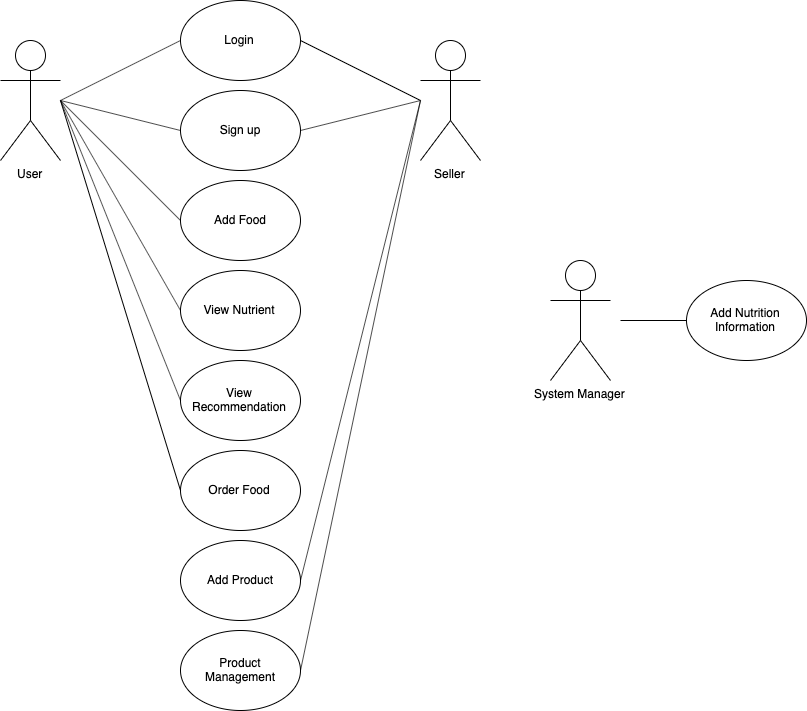 Login
Sign up
User
Seller
Add Food
View Nutrient
Add Nutrition
Information
View
Recommendation
System Manager
Order Food
Add Product
Product
Management